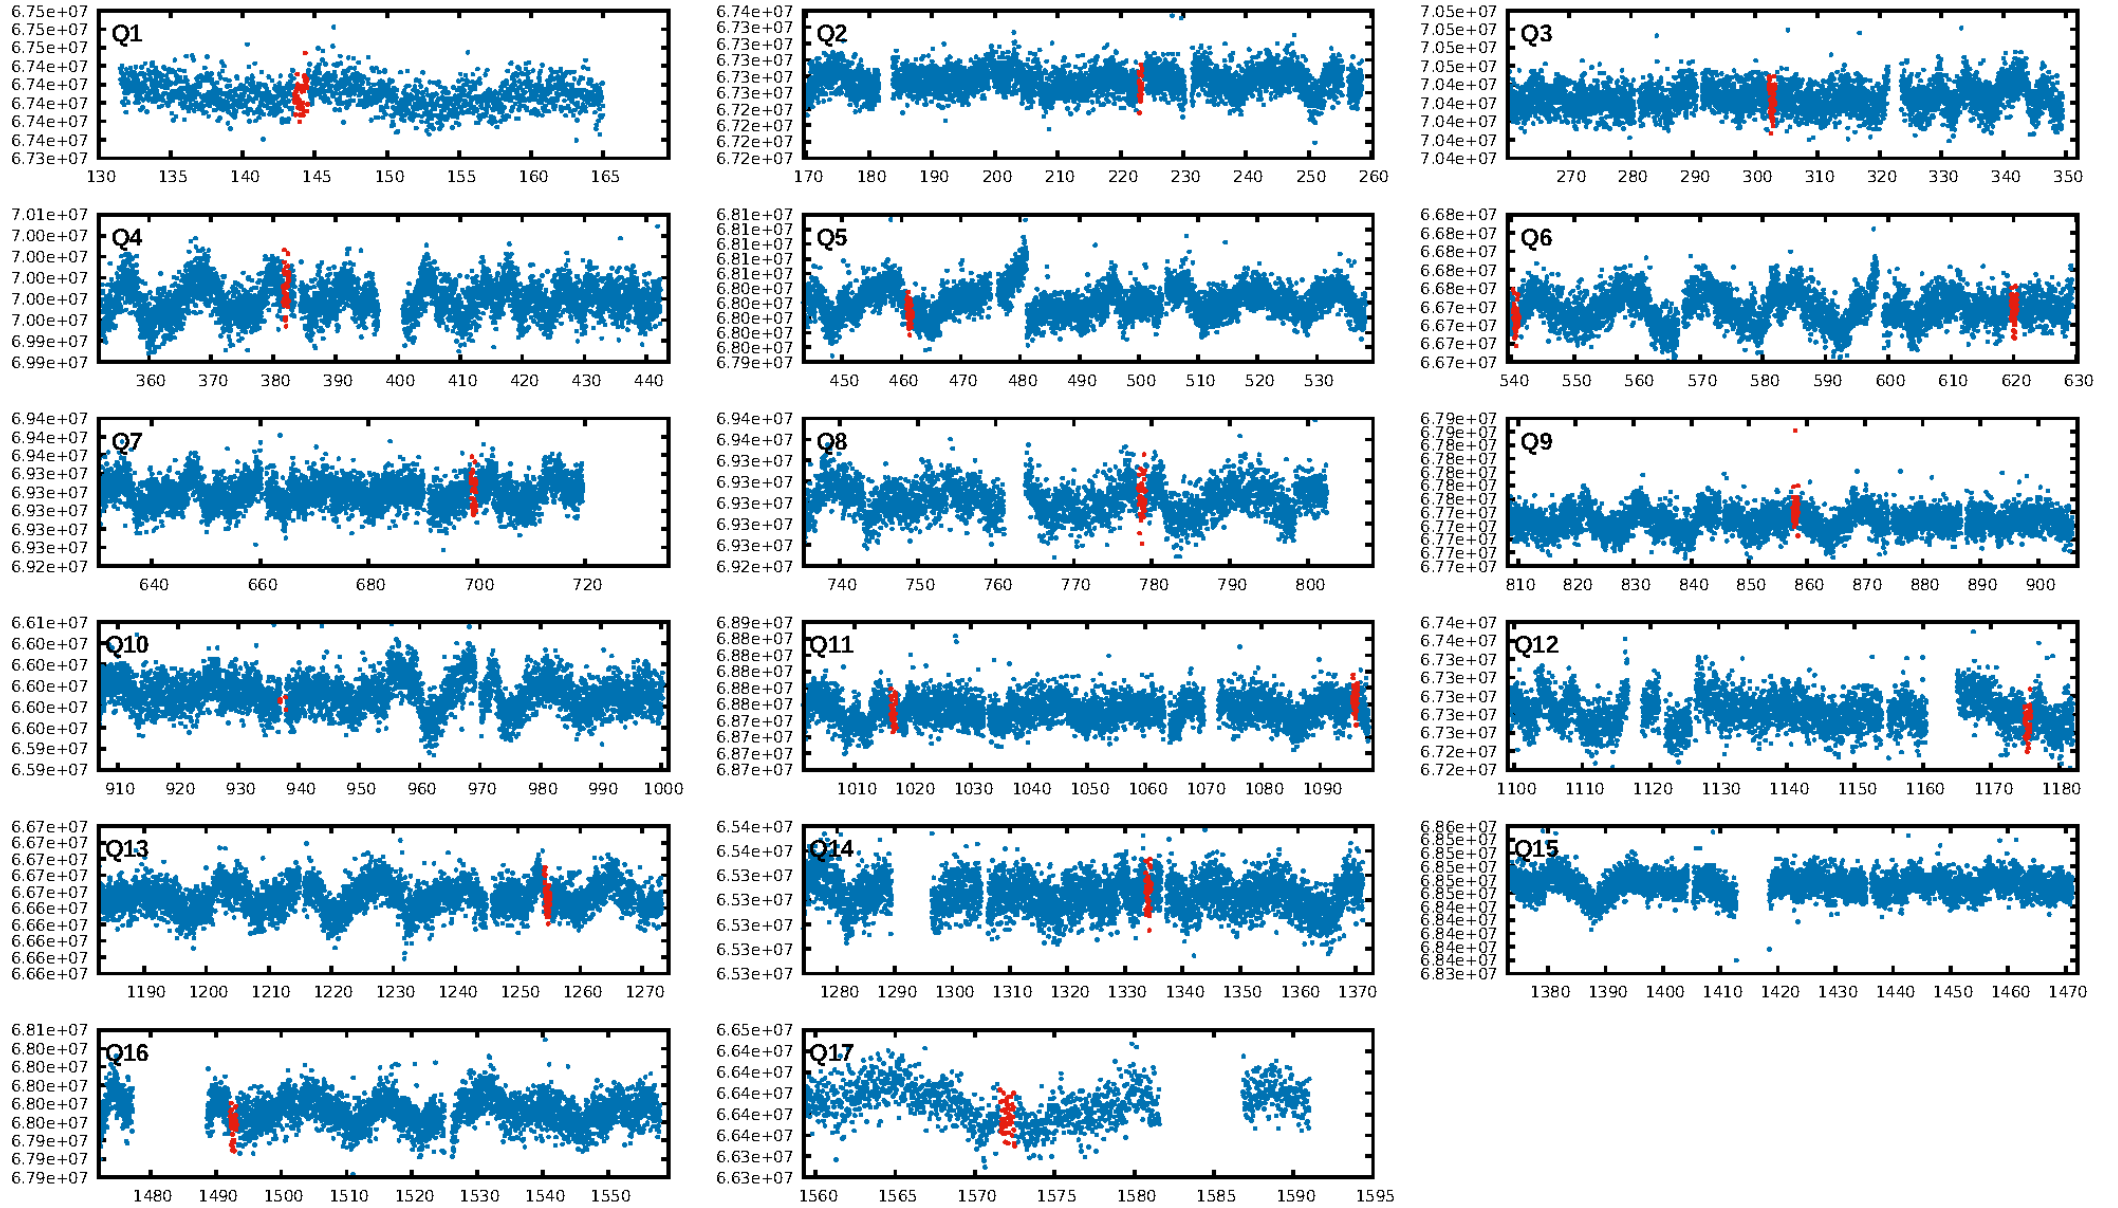 6.75e+07 6.75e+07 6.75e+07 6.74e+07 6.74e+07 6.74e+07 6.74e+07 6.74e+07 6.73e+07
Q1
130 135 140 145 150 155 160 165
6.74e+07 6.73e+07 6.73e+07 6.73e+07 6.73e+07 6.73e+07 6.72e+07 6.72e+07 6.72e+07 6.72e+07
Q2
170 180 190 200 210 220 230 240 250 260
7.05e+07 7.05e+07 7.05e+07 7.05e+07 7.04e+07 7.04e+07 7.04e+07 7.04e+07 7.04e+07
Q3
270 280 290 300 310 320 330 340 350
7.01e+07 7.00e+07 7.00e+07 7.00e+07 7.00e+07 7.00e+07 6.99e+07 6.99e+07
Q4
360 370 380 390 400 410 420 430 440
6.81e+07 6.81e+07 6.81e+07 6.81e+07 6.81e+07 6.80e+07 6.80e+07 6.80e+07 6.80e+07 6.80e+07 6.79e+07
Q5
450 460 470 480 490 500 510 520 530
6.68e+07 6.68e+07 6.68e+07 6.68e+07 6.68e+07 6.67e+07 6.67e+07 6.67e+07 6.67e+07
Q6
540 550 560 570 580 590 600 610 620 630
6.94e+07 6.94e+07 6.94e+07 6.93e+07 6.93e+07 6.93e+07 6.93e+07 6.93e+07 6.92e+07
Q7
640 660 680 700 720
6.94e+07 6.94e+07 6.93e+07 6.93e+07 6.93e+07 6.93e+07 6.93e+07 6.92e+07
Q8
740 750 760 770 780 790 800
6.79e+07 6.79e+07 6.78e+07 6.78e+07 6.78e+07 6.78e+07 6.78e+07 6.77e+07 6.77e+07 6.77e+07 6.77e+07 6.77e+07
Q9
810 820 830 840 850 860 870 880 890 900
6.61e+07 6.60e+07 6.60e+07 6.60e+07 6.60e+07 6.60e+07 6.59e+07 6.59e+07
Q10
910 920 930 940 950 960 970 980 990 1000
6.89e+07 6.88e+07 6.88e+07 6.88e+07 6.88e+07 6.88e+07 6.87e+07 6.87e+07 6.87e+07 6.87e+07
Q11
1010 1020 1030 1040 1050 1060 1070 1080 1090
6.74e+07 6.74e+07 6.73e+07 6.73e+07 6.73e+07 6.73e+07 6.73e+07 6.72e+07 6.72e+07
Q12
1100 1110 1120 1130 1140 1150 1160 1170 1180
6.67e+07 6.67e+07 6.67e+07 6.67e+07 6.67e+07 6.66e+07 6.66e+07 6.66e+07 6.66e+07 6.66e+07
Q13
1190 1200 1210 1220 1230 1240 1250 1260 1270
6.54e+07 6.54e+07 6.53e+07 6.53e+07 6.53e+07 6.53e+07 6.53e+07
Q14
1280 1290 1300 1310 1320 1330 1340 1350 1360 1370
6.86e+07 6.85e+07 6.85e+07 6.85e+07 6.85e+07 6.85e+07 6.84e+07 6.84e+07 6.84e+07 6.84e+07 6.84e+07 6.83e+07
Q15
1380 1390 1400 1410 1420 1430 1440 1450 1460 1470
6.81e+07 6.80e+07 6.80e+07 6.80e+07 6.80e+07 6.80e+07 6.79e+07 6.79e+07 6.79e+07
Q16
1480 1490 1500 1510 1520 1530 1540 1550
6.65e+07 6.64e+07 6.64e+07 6.64e+07 6.64e+07 6.64e+07 6.63e+07 6.63e+07
Q17
1560 1565 1570 1575 1580 1585 1590 1595